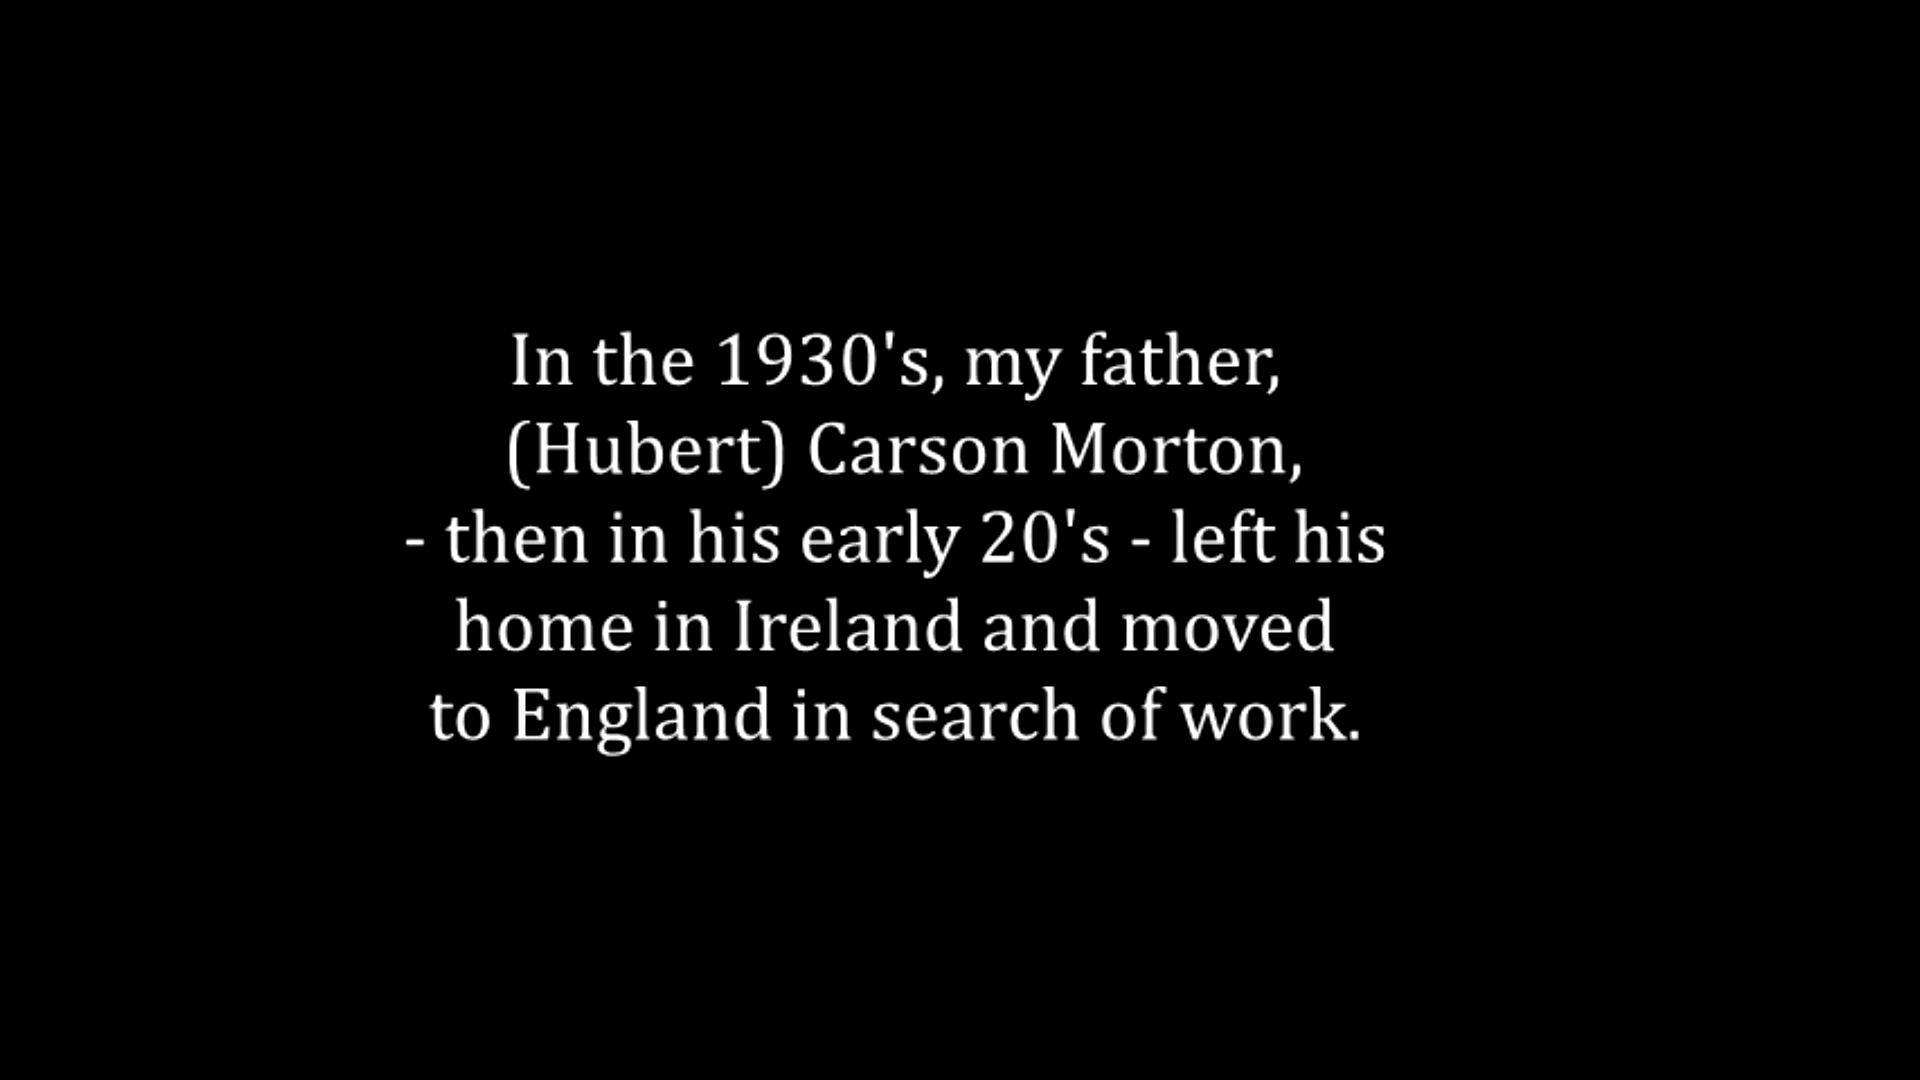 In the 1930's, my father,
(Hubert) Carson Morton,
- then in his early 20's - left his
home in Ireland and moved
to England in search of work.